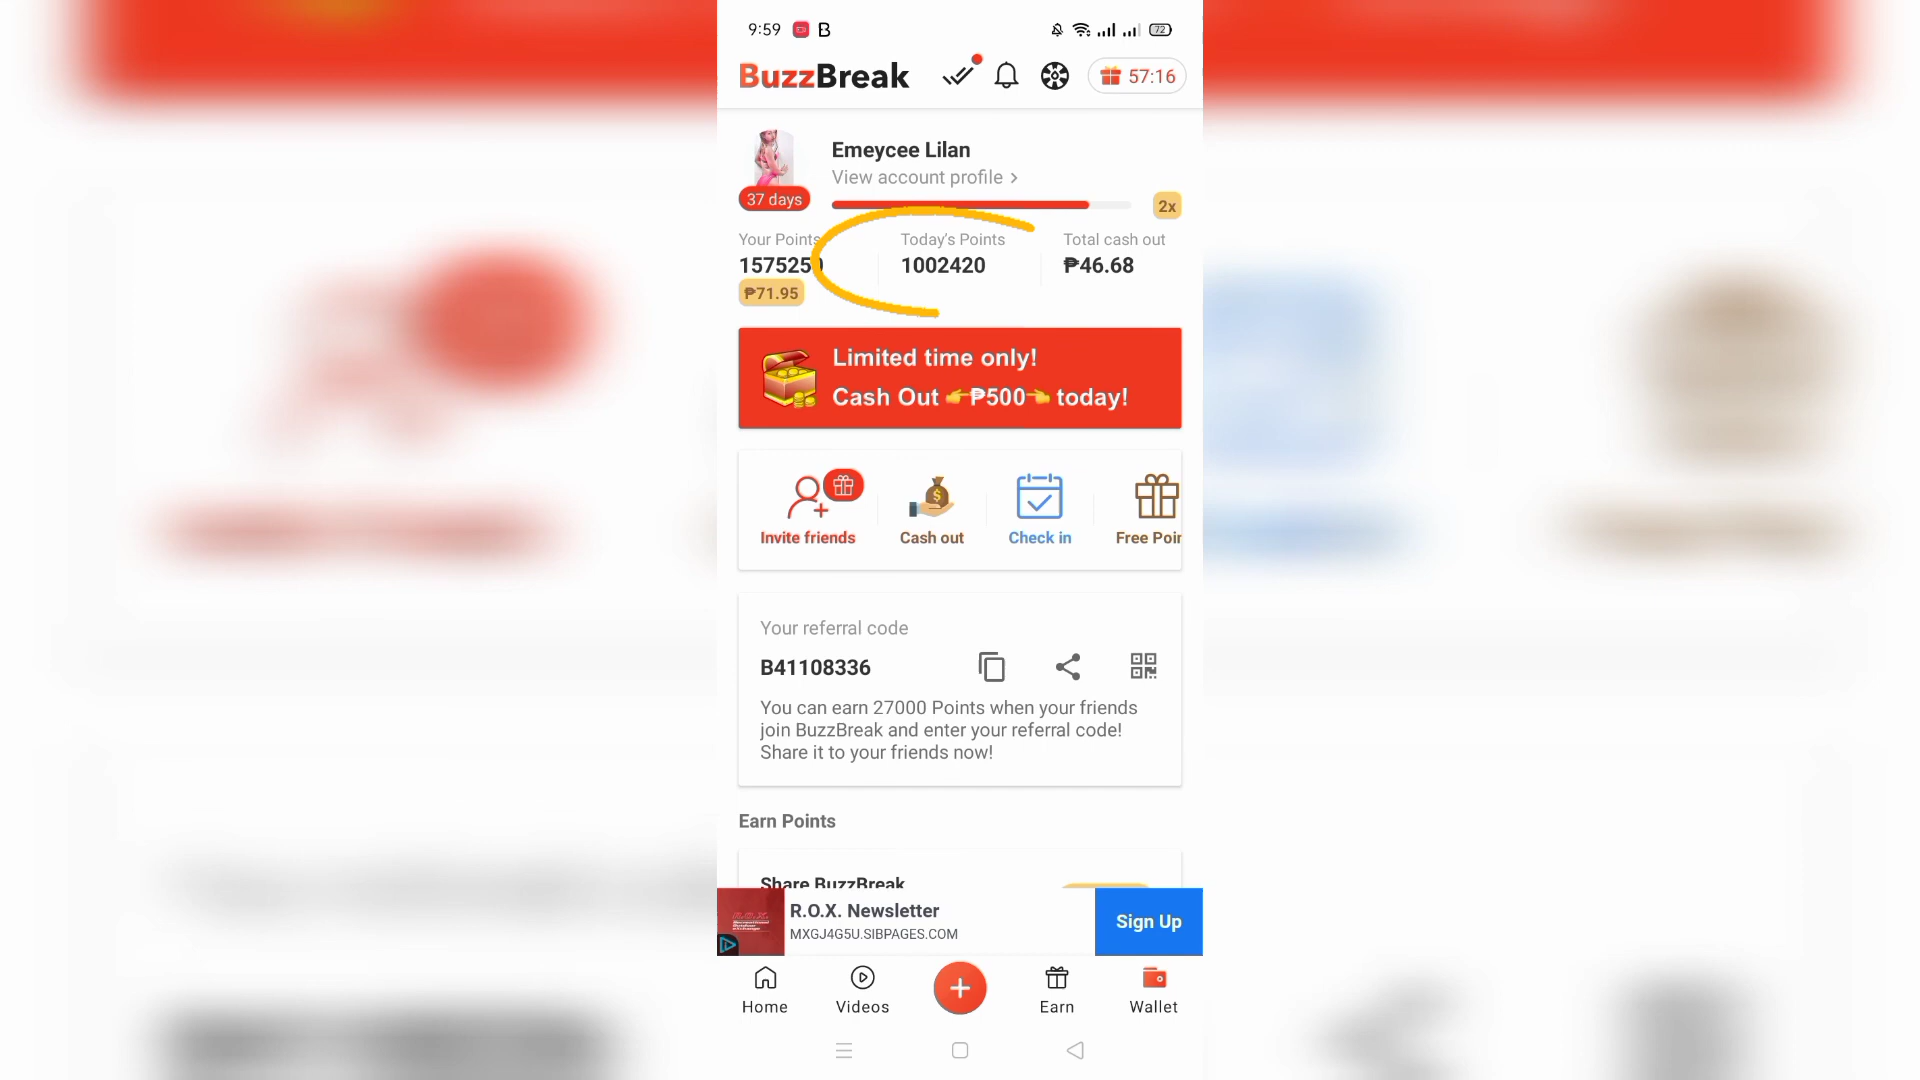 9:59 B 72
BuzzBreak 57:16
Emeycee Lilan
View account profile >
37 days 2x
Your Points Today's Points Total cash out
1575250 1002420 ₱46.68
₱71.95
Limited time only!
Cash Out 👉₱500👈 today!
Invite friends Cash out Check in Free Poin
Your referral code
B41108336
You can earn 27000 Points when your friends
join BuzzBreak and enter your referral code!
Share it to your friends now!
Earn Points
Share BuzzBreak
R.O.X. Newsletter
MXGJ4G5U.SIBPAGES.COM
Sign Up
Home Videos Earn Wallet